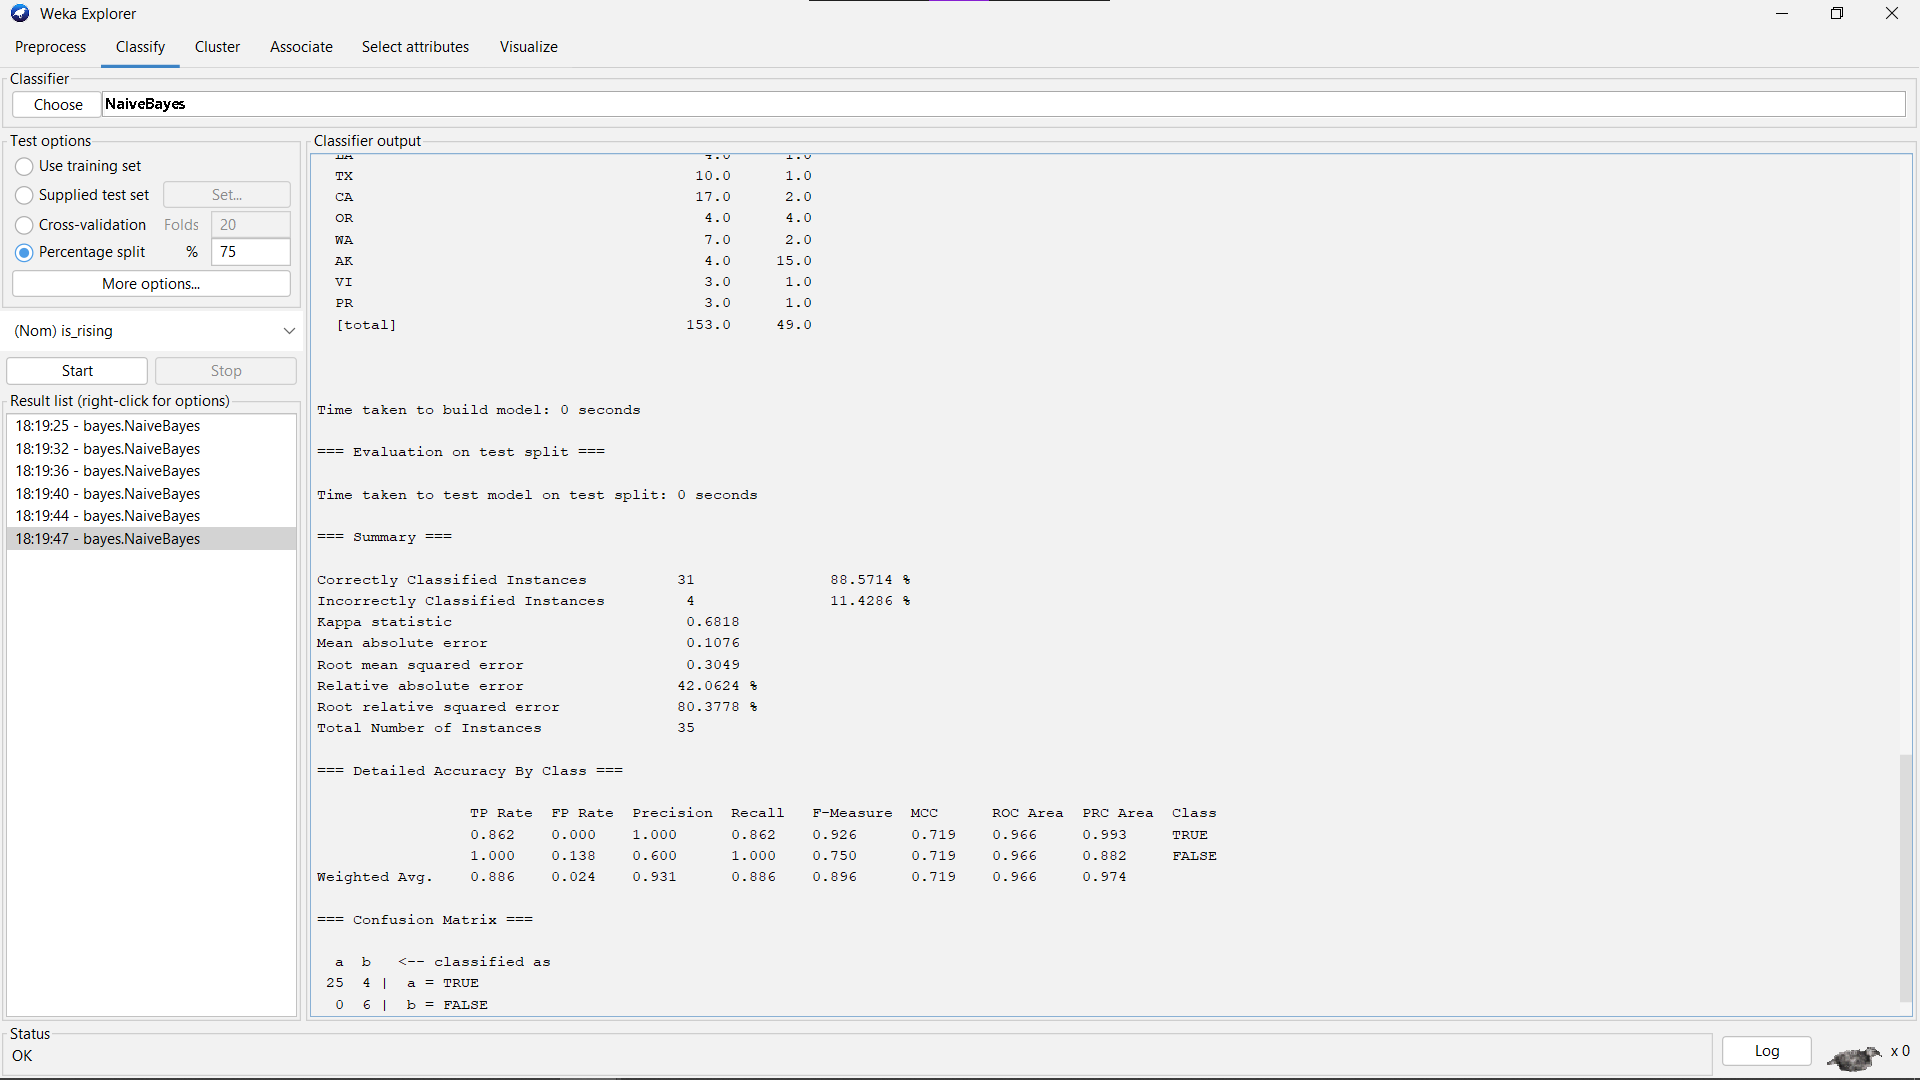 Weka Explorer
Preprocess Classify Cluster Associate Select attributes Visualize
Classifier
Choose NaiveBayes
Test options
Use training set
Supplied test set Set...
Cross-validation Folds 20
Percentage split % 75
More options...
(Nom) is_rising
Start Stop
Result list (right-click for options)
18:19:25 - bayes.NaiveBayes
18:19:32 - bayes.NaiveBayes
18:19:36 - bayes.NaiveBayes
18:19:40 - bayes.NaiveBayes
18:19:44 - bayes.NaiveBayes
18:19:47 - bayes.NaiveBayes
Classifier output
LA 4.0 1.0
TX 10.0 1.0
CA 17.0 2.0
OR 4.0 4.0
WA 7.0 2.0
AK 4.0 15.0
VI 3.0 1.0
PR 3.0 1.0
[total] 153.0 49.0
Time taken to build model: 0 seconds
=== Evaluation on test split ===
Time taken to test model on test split: 0 seconds
=== Summary ===
Correctly Classified Instances 31 88.5714 %
Incorrectly Classified Instances 4 11.4286 %
Kappa statistic 0.6818
Mean absolute error 0.1076
Root mean squared error 0.3049
Relative absolute error 42.0624 %
Root relative squared error 80.3778 %
Total Number of Instances 35
=== Detailed Accuracy By Class ===
TP Rate FP Rate Precision Recall F-Measure MCC ROC Area PRC Area Class
0.862 0.000 1.000 0.862 0.926 0.719 0.966 0.993 TRUE
1.000 0.138 0.600 1.000 0.750 0.719 0.966 0.882 FALSE
Weighted Avg. 0.886 0.024 0.931 0.886 0.896 0.719 0.966 0.974
=== Confusion Matrix ===
a b <-- classified as
25 4 | a = TRUE
0 6 | b = FALSE
Status
OK
Log
x 0